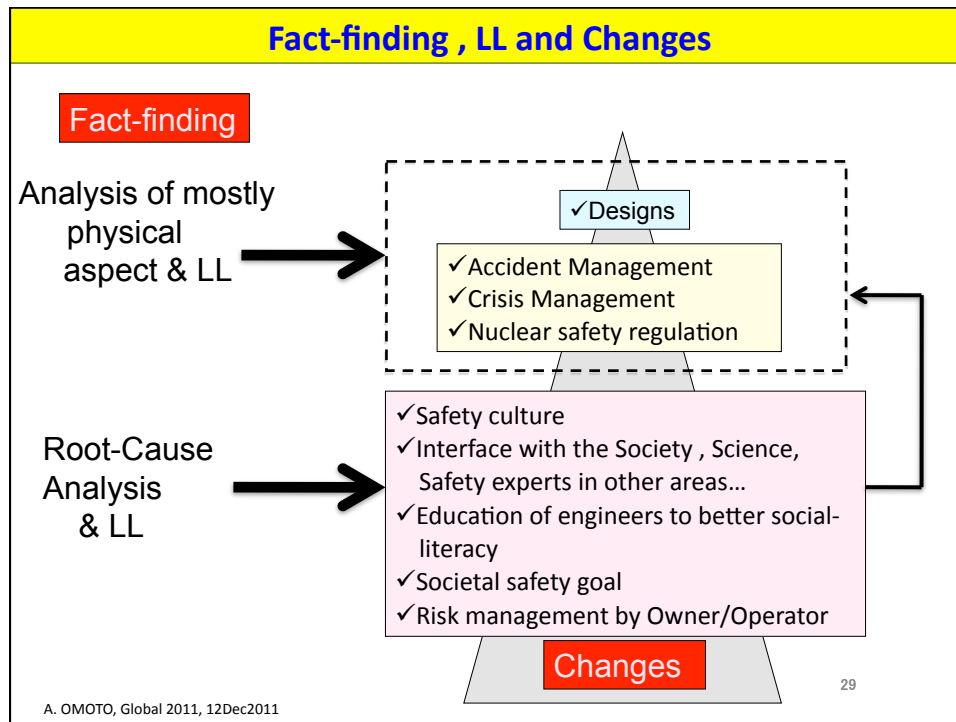 Fact-finding , LL and Changes
Fact-finding
Analysis of mostly
physical
aspect & LL
✓Designs
✓Accident Management
✓Crisis Management
✓Nuclear safety regulation
Root-Cause
Analysis
& LL
✓Safety culture
✓Interface with the Society , Science,
Safety experts in other areas…
✓Education of engineers to better social-
literacy
✓Societal safety goal
✓Risk management by Owner/Operator
Changes
29
A. OMOTO, Global 2011, 12Dec2011